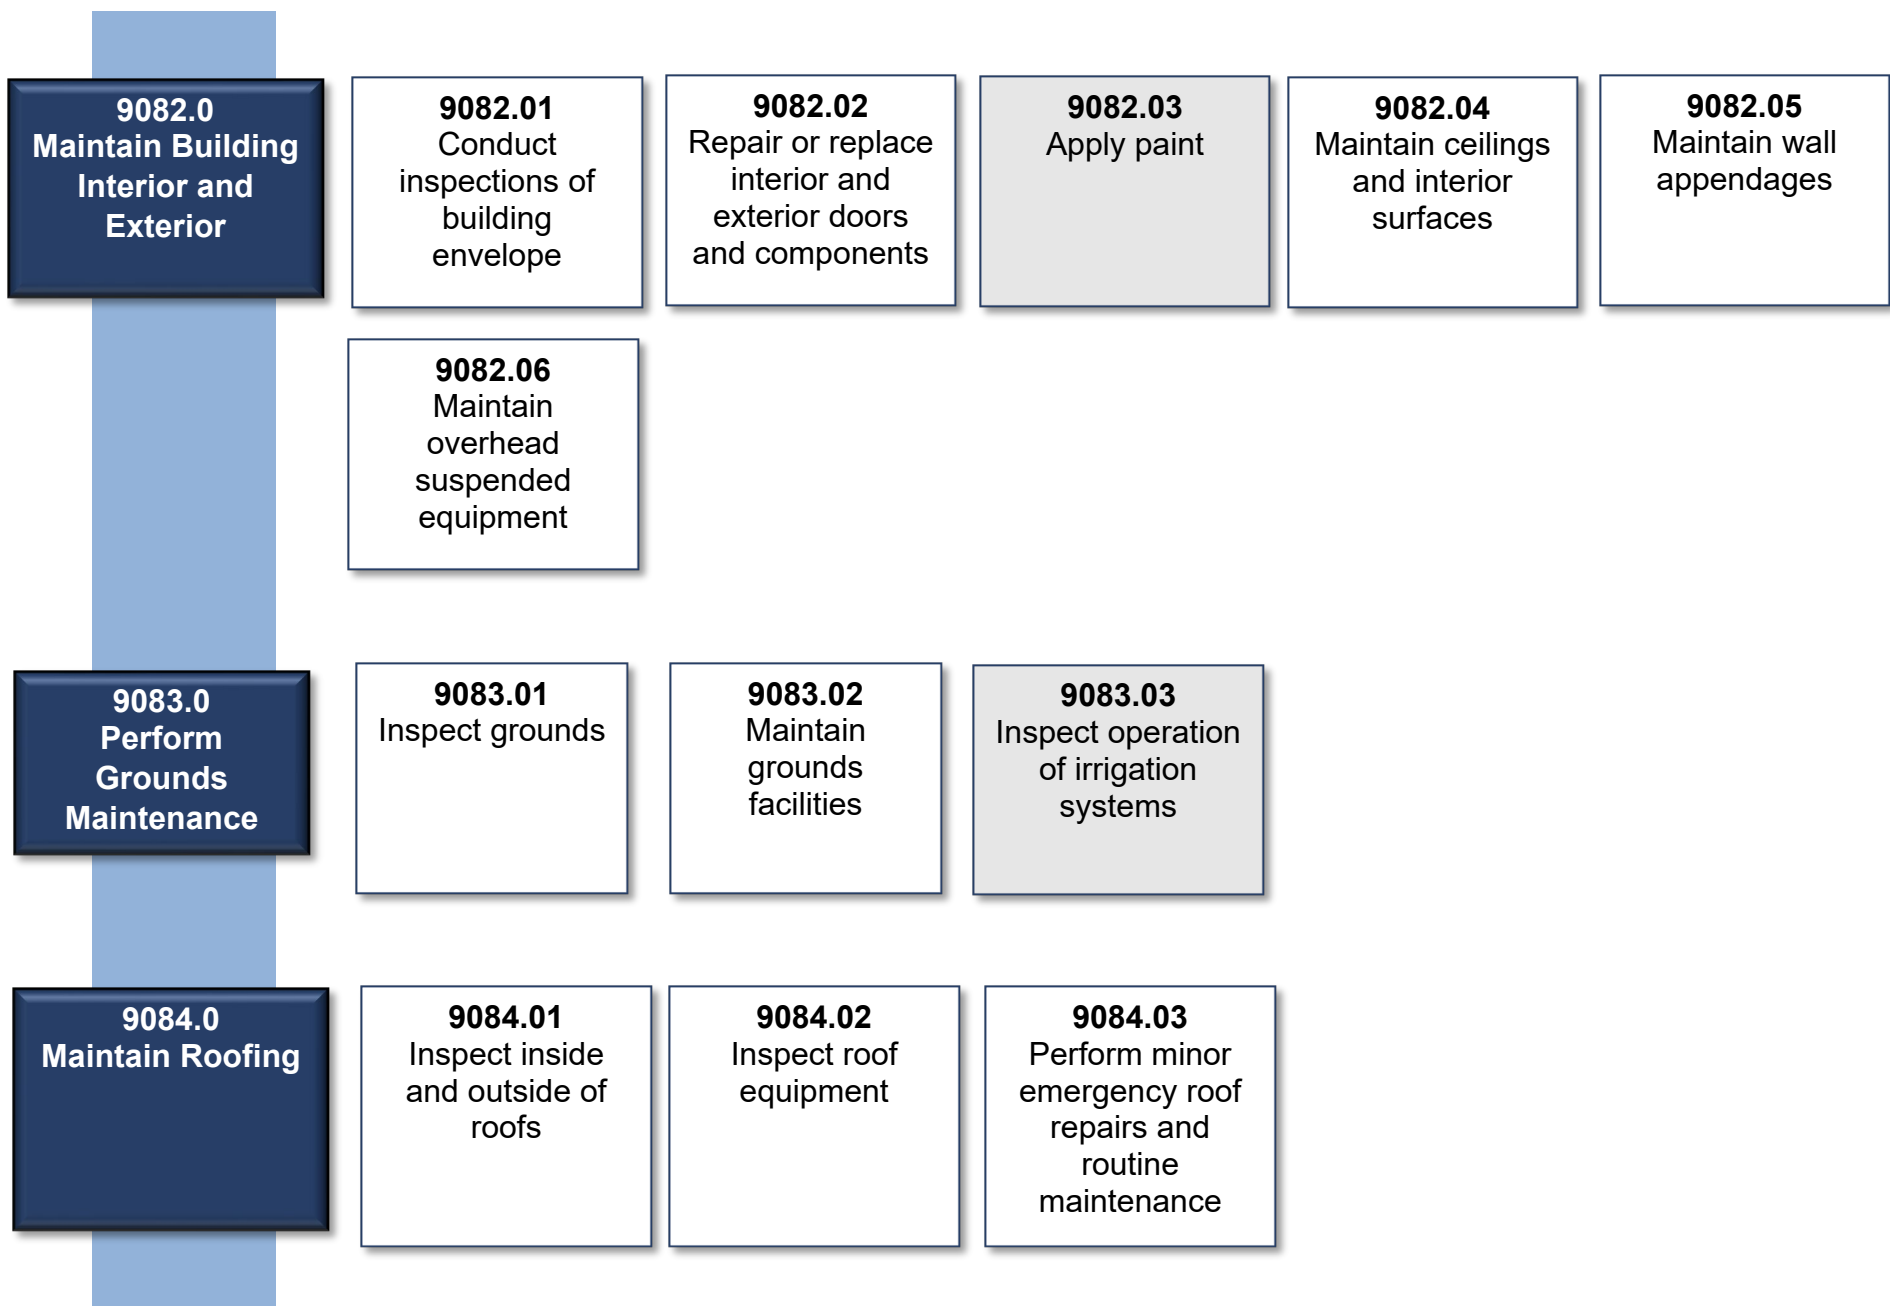 9082.0
Maintain Building
Interior and
Exterior
9082.01
Conduct
inspections of
building
envelope
9082.02
Repair or replace
interior and
exterior doors
and components
9082.03
Apply paint
9082.04
Maintain ceilings
and interior
surfaces
9082.05
Maintain wall
appendages
9082.06
Maintain
overhead
suspended
equipment
9083.0
Perform
Grounds
Maintenance
9083.01
Inspect grounds
9083.02
Maintain
grounds
facilities
9083.03
Inspect operation
of irrigation
systems
9084.0
Maintain Roofing
9084.01
Inspect inside
and outside of
roofs
9084.02
Inspect roof
equipment
9084.03
Perform minor
emergency roof
repairs and
routine
maintenance